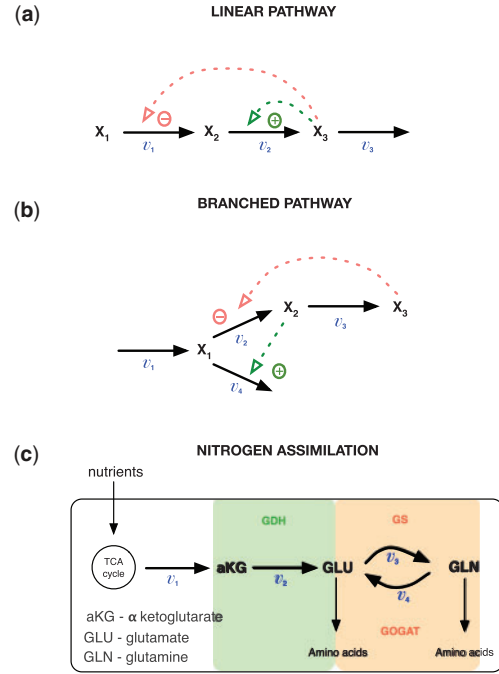 (a)
LINEAR PATHWAY
X1 X2 X3
v1 v2 v3
− +
(b)
BRANCHED PATHWAY
X1 X2 X3
v1 v2 v3 v4
− +
(c)
NITROGEN ASSIMILATION
nutrients
GDH GS
TCA
cycle
aKG GLU GLN
v1 v2 v3
v4
aKG - α ketoglutarate
GLU - glutamate
GOGAT
GLN - glutamine
Amino acids Amino acids